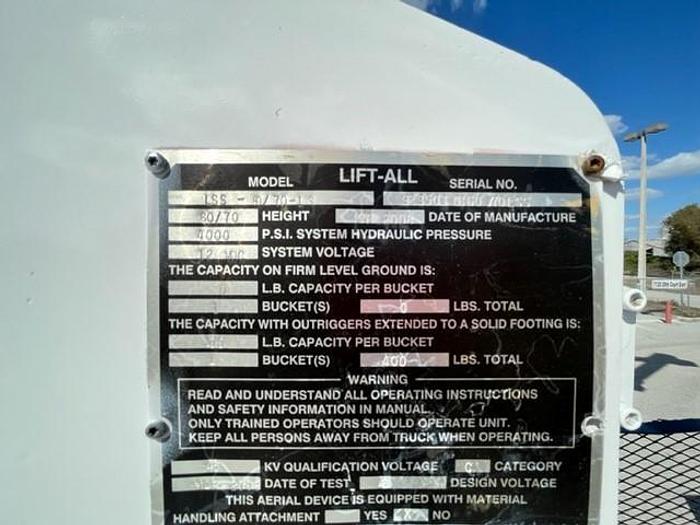 LIFT-ALL
MODEL SERIAL NO.
80/70 HEIGHT DATE OF MANUFACTURE
4000 P.S.I. SYSTEM HYDRAULIC PRESSURE
12 VDC SYSTEM VOLTAGE
THE CAPACITY ON FIRM LEVEL GROUND IS:
L.B. CAPACITY PER BUCKET
BUCKET(S) 0 LBS. TOTAL
THE CAPACITY WITH OUTRIGGERS EXTENDED TO A SOLID FOOTING IS:
L.B. CAPACITY PER BUCKET
BUCKET(S) 400 LBS. TOTAL
WARNING
READ AND UNDERSTAND ALL OPERATING INSTRUCTIONS
AND SAFETY INFORMATION IN MANUAL.
ONLY TRAINED OPERATORS SHOULD OPERATE UNIT.
KEEP ALL PERSONS AWAY FROM TRUCK WHEN OPERATING.
KV QUALIFICATION VOLTAGE C CATEGORY
DATE OF TEST DESIGN VOLTAGE
THIS AERIAL DEVICE IS EQUIPPED WITH MATERIAL
HANDLING ATTACHMENT YES X NO